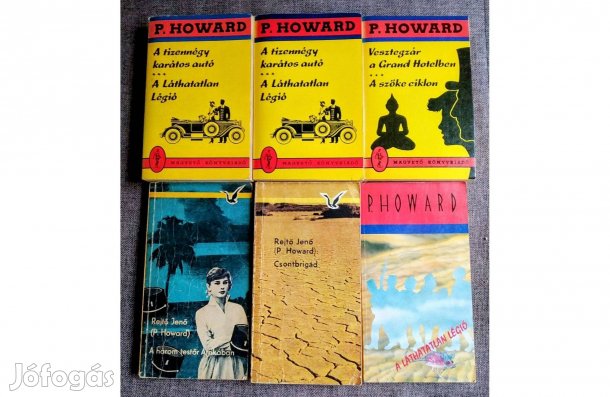 P. HOWARD
A tizennégy
karátos autó
***
A Láthatatlan
Légió
MAGVETŐ KÖNYVKIADÓ
P. HOWARD
A tizennégy
karátos autó
***
A Láthatatlan
Légió
MAGVETŐ KÖNYVKIADÓ
P. HOWARD
Vesztegzár
a Grand Hotelben
***
A szőke ciklon
MAGVETŐ KÖNYVKIADÓ
Rejtő Jenő
(P. Howard)
A három testőr Afrikában
Rejtő Jenő
(P. Howard):
Csontbrigád
P.HOWARD
A LÁTHATATLAN LÉGIÓ
Jófogás